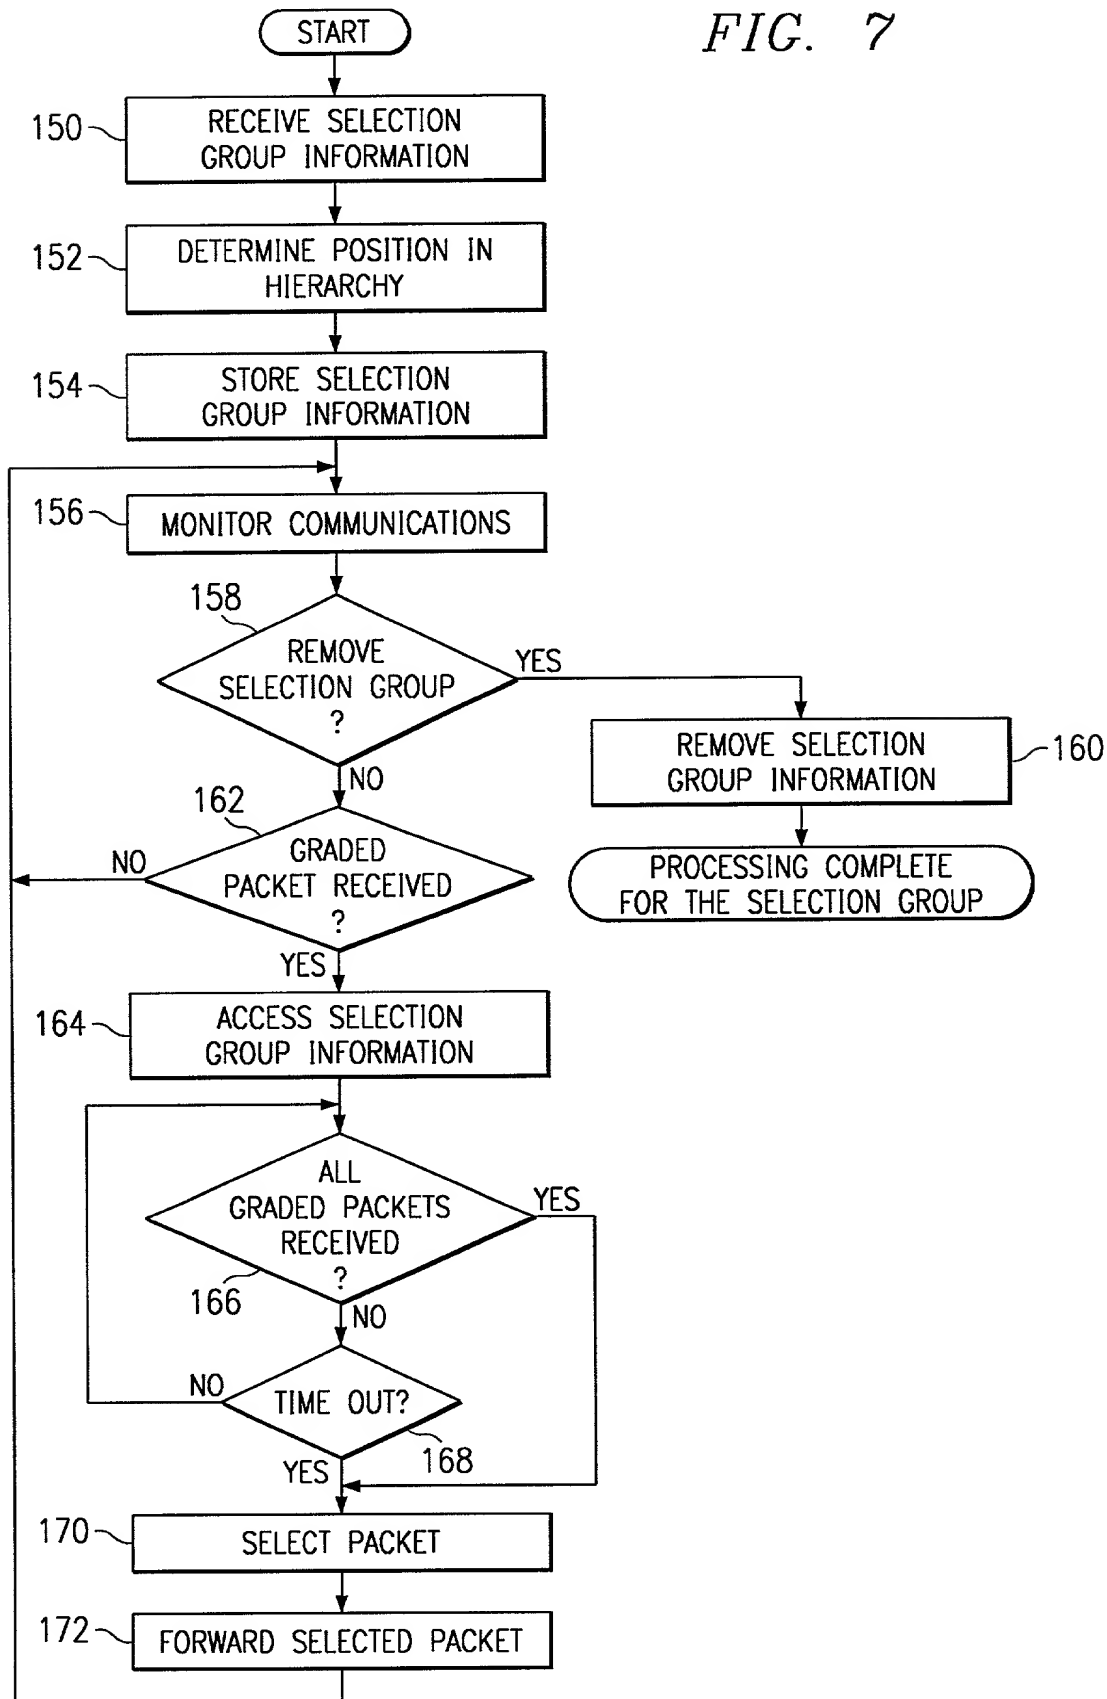 START
FIG. 7
150
RECEIVE SELECTION
GROUP INFORMATION
152
DETERMINE POSITION IN
HIERARCHY
154
STORE SELECTION
GROUP INFORMATION
156
MONITOR COMMUNICATIONS
158
REMOVE
SELECTION GROUP
?
YES
NO
REMOVE SELECTION
GROUP INFORMATION
160
PROCESSING COMPLETE
FOR THE SELECTION GROUP
162
GRADED
PACKET RECEIVED
?
NO
YES
164
ACCESS SELECTION
GROUP INFORMATION
ALL
GRADED PACKETS
RECEIVED
?
YES
166
NO
TIME OUT?
NO
168
YES
170
SELECT PACKET
172
FORWARD SELECTED PACKET